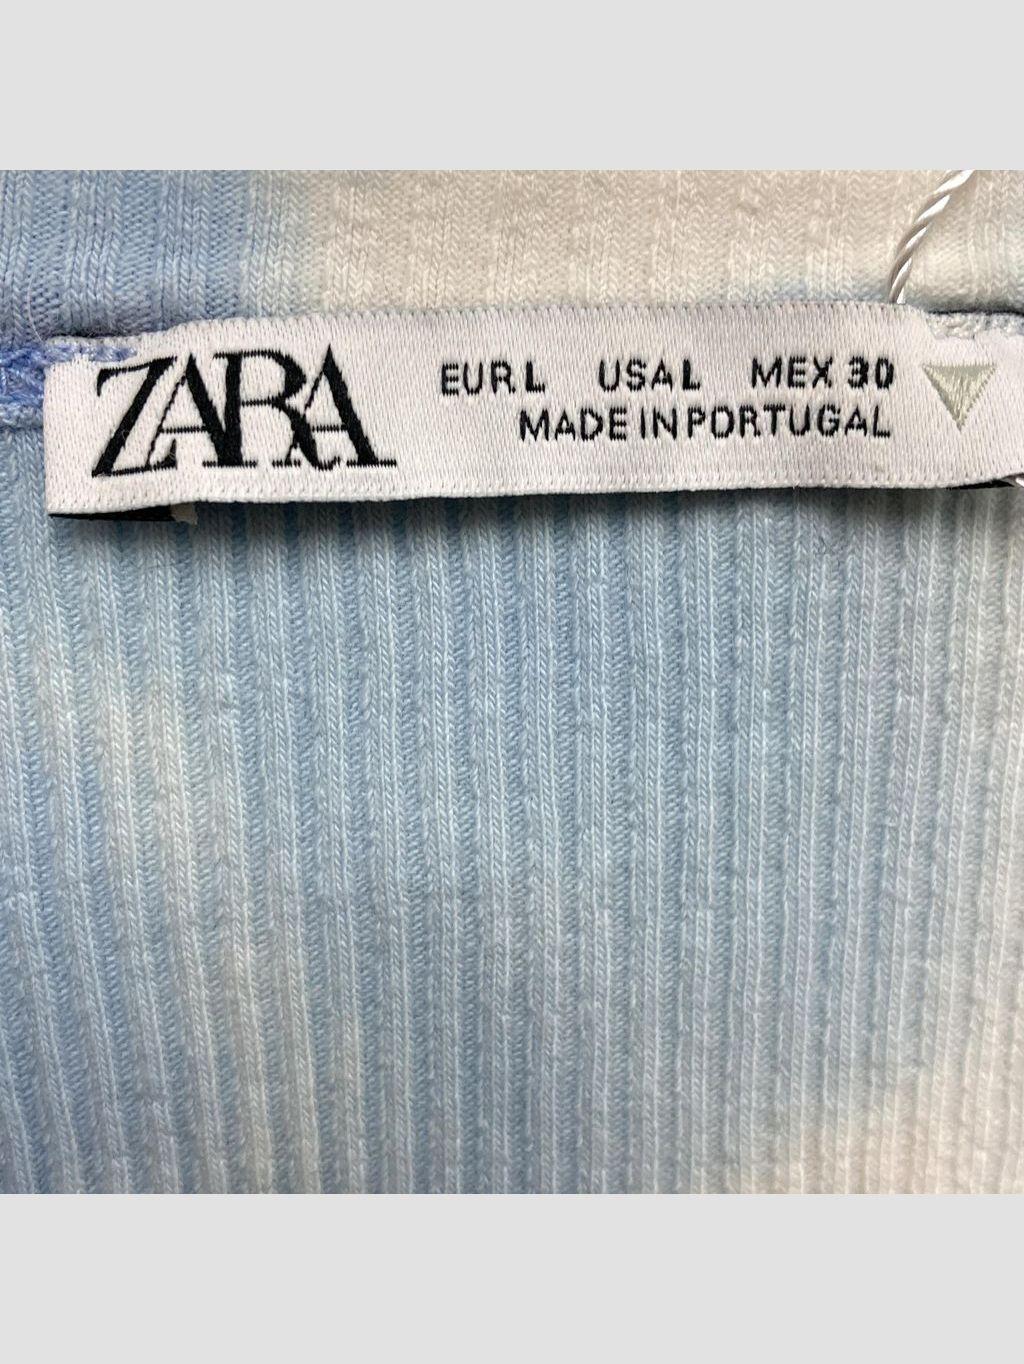 ZARA
EUR L USA L MEX 30
MADE IN PORTUGAL